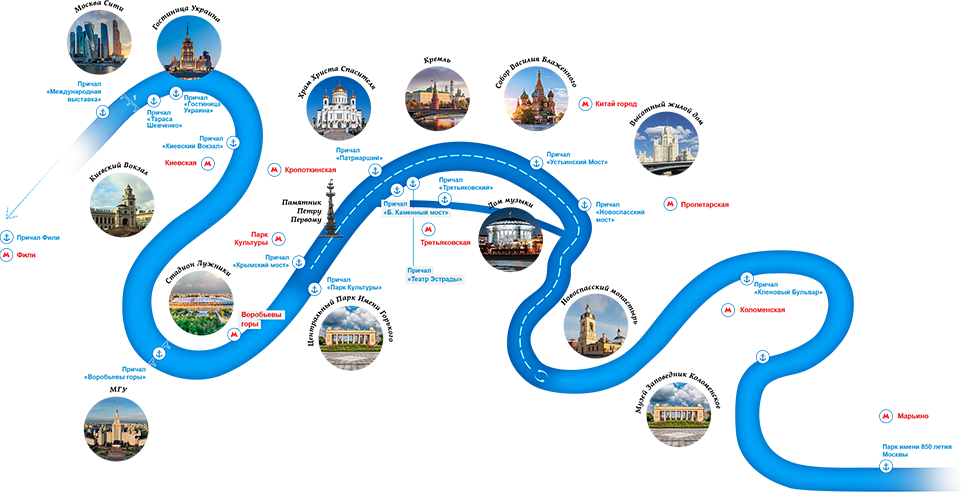 Москва Сити
Гостиница Украина
Причал
«Международная
выставка»
1
Причал
«Тараса
Шевченко»
Причал
«Гостиница
Украина»
Причал
«Киевский Вокзал»
Киевская
Киевский Вокзал
Причал Фили
Фили
Храм Христа Спасителя
Кремль
Собор Василия Блаженного
Китай город
Высотный жилой дом
Причал
«Патриарший»
Кропоткинская
Причал
«Устьинский Мост»
Причал
«Третьяковский»
Памятник
Петру
Первому
Причал
«Б. Каменный мост»
Дом музыки
Причал
«Новоспасский
мост»
Пролетарская
Парк
Культуры
Третьяковская
Причал
«Крымский мост»
Причал
«Театр Эстрады»
Причал
«Парк Культуры»
Стадион Лужники
Воробьевы
горы
Центральный Парк Имени Горького
Новоспасский монастырь
Причал
«Кленовый Бульвар»
Коломенская
Причал
«Воробьевы горы»
МГУ
Музей Заповедник Коломенское
Марьино
Парк имени 850 летия
Москвы